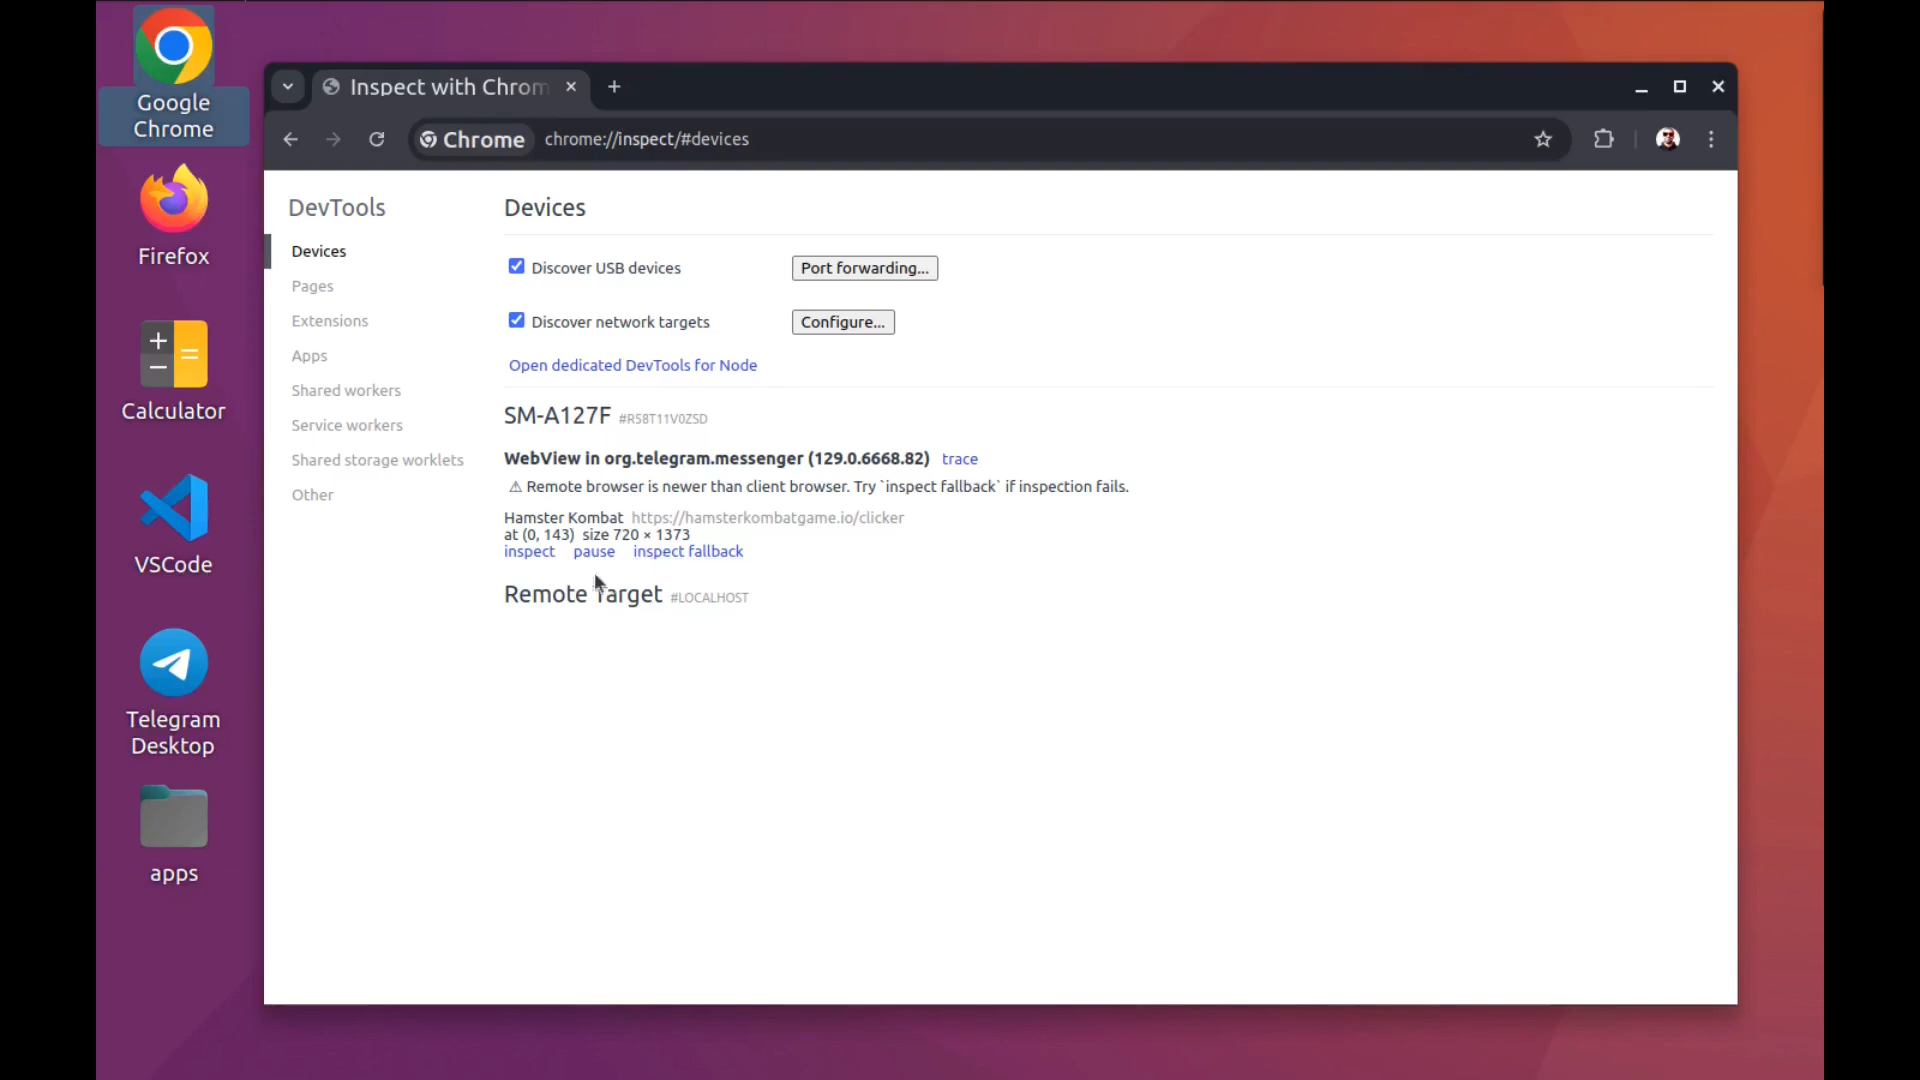 Google
Chrome
Firefox
Calculator
VSCode
Telegram
Desktop
apps
Inspect with Chrom
Chrome chrome://inspect/#devices
DevTools
Devices
Pages
Extensions
Apps
Shared workers
Service workers
Shared storage worklets
Other
Devices
Discover USB devices Port forwarding...
Discover network targets Configure...
Open dedicated DevTools for Node
SM-A127F #R58T11V0ZSD
WebView in org.telegram.messenger (129.0.6668.82) trace
⚠ Remote browser is newer than client browser. Try `inspect fallback` if inspection fails.
Hamster Kombat https://hamsterkombatgame.io/clicker
at (0, 143) size 720 × 1373
inspect pause inspect fallback
Remote Target #LOCALHOST